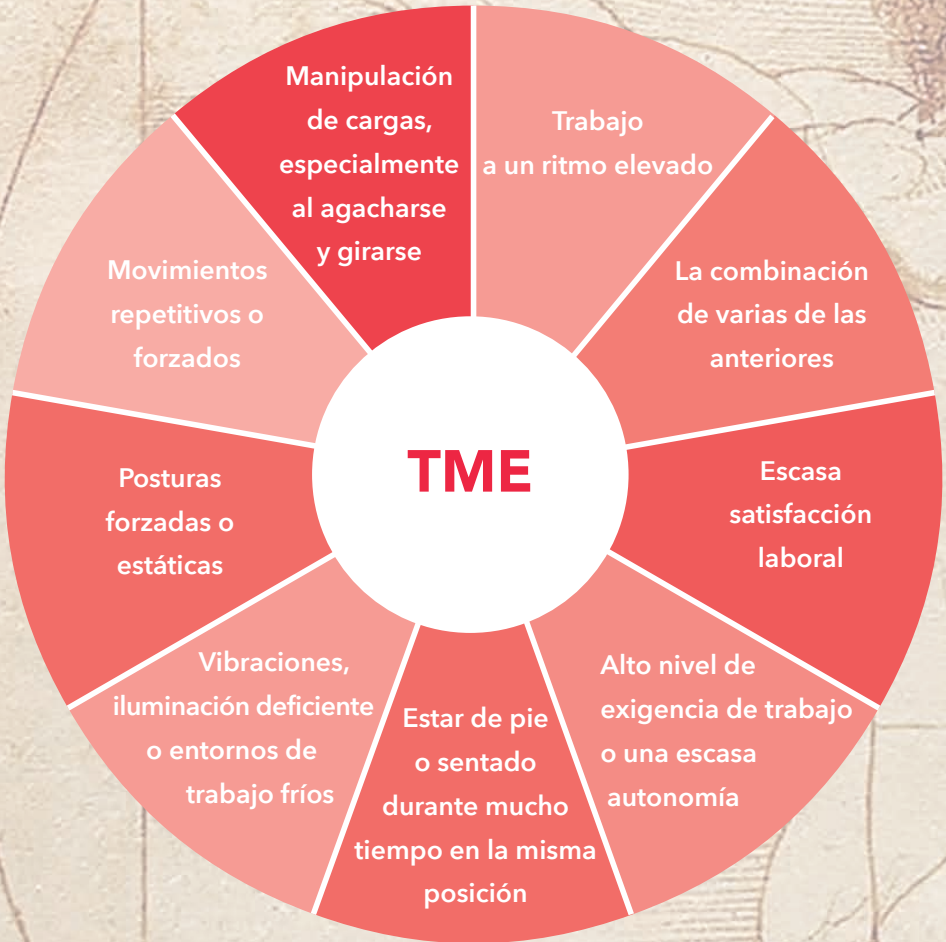 Manipulación
de cargas,
especialmente
al agacharse
y girarse
Trabajo
a un ritmo elevado
La combinación
de varias de las
anteriores
Escasa
satisfacción
laboral
Alto nivel de
exigencia de trabajo
o una escasa
autonomía
Estar de pie
o sentado
durante mucho
tiempo en la misma
posición
Vibraciones,
iluminación deficiente
o entornos de
trabajo fríos
Posturas
forzadas o
estáticas
Movimientos
repetitivos o
forzados
TME